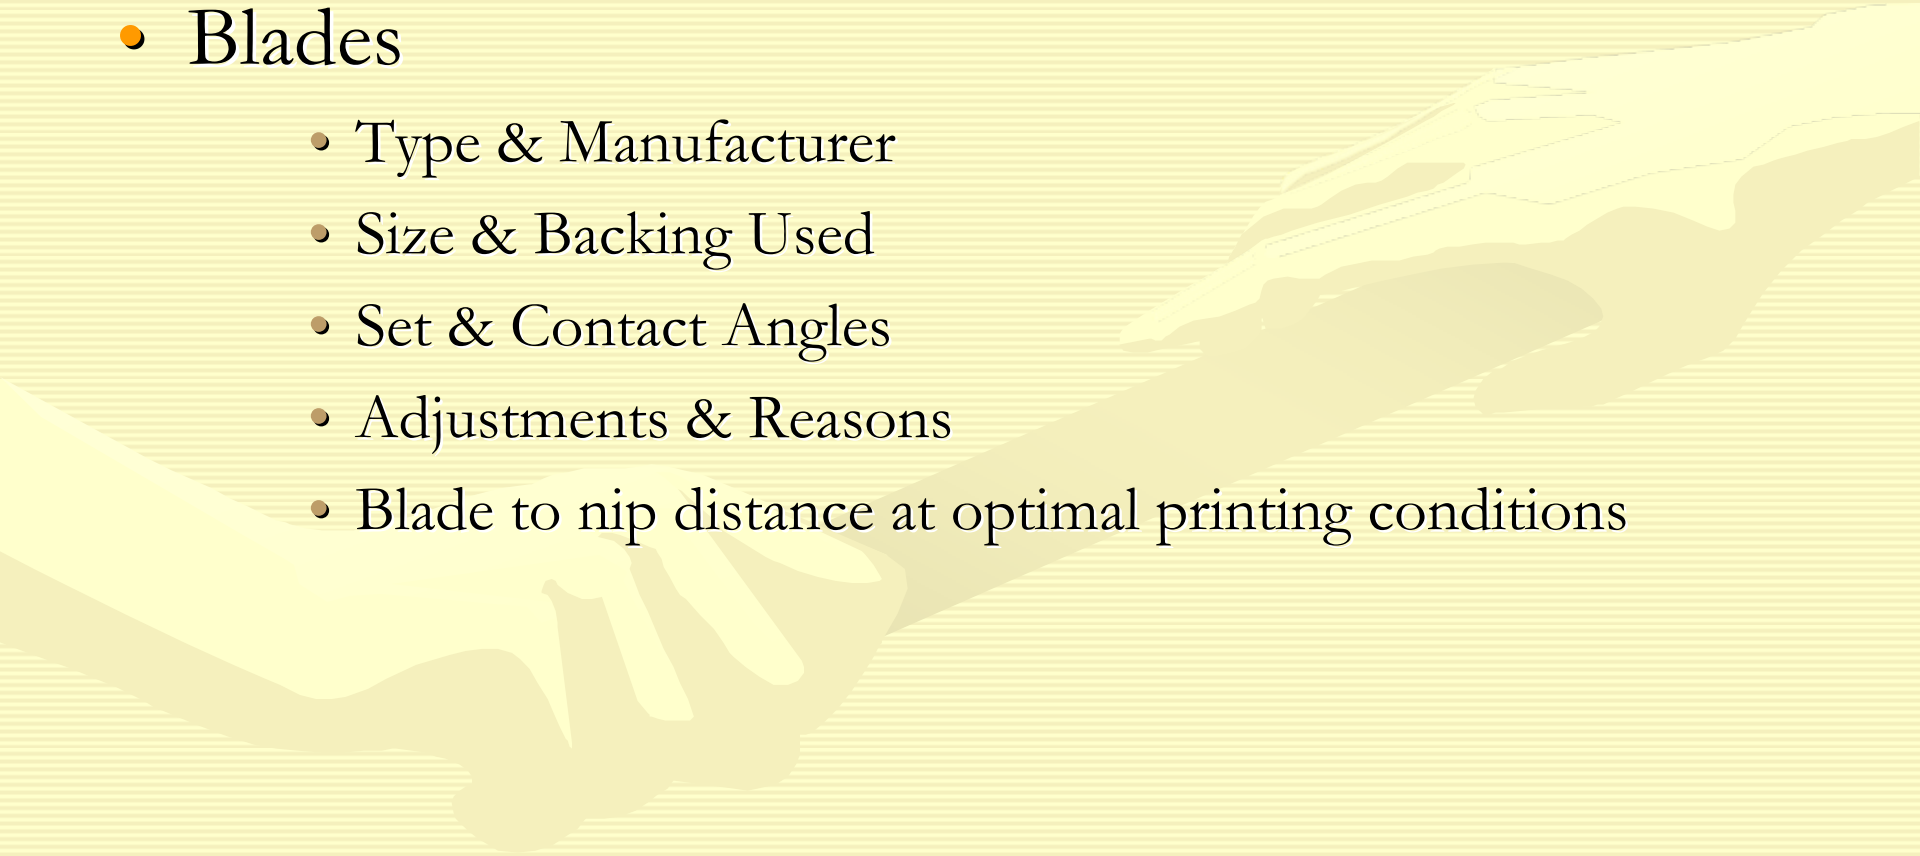 • Blades
• Type & Manufacturer
• Size & Backing Used
• Set & Contact Angles
• Adjustments & Reasons
• Blade to nip distance at optimal printing conditions